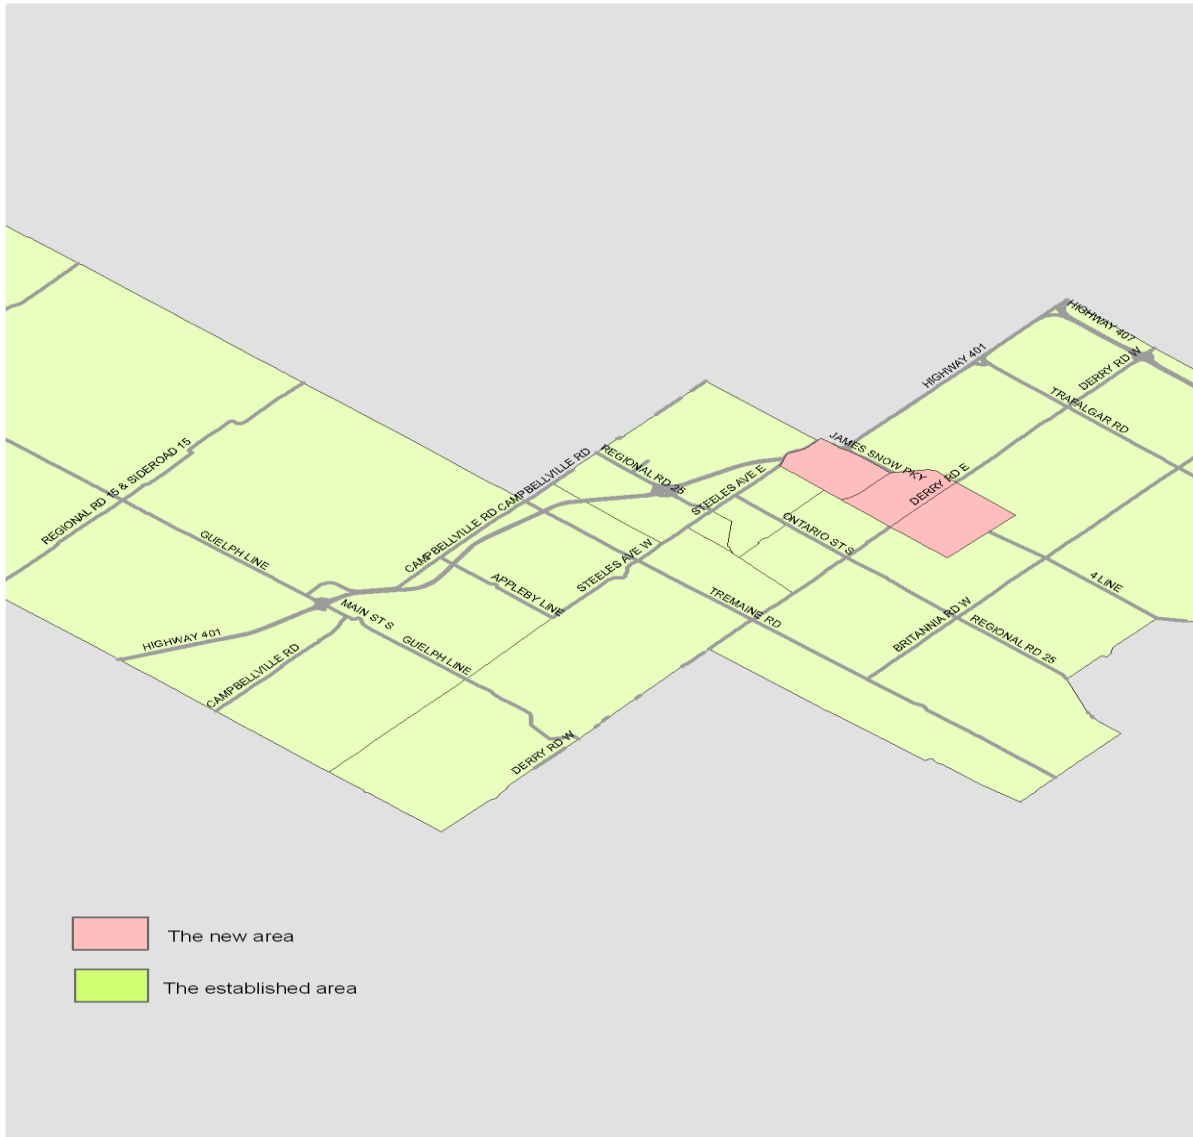 HIGHWAY 407
HIGHWAY 401
DERRY RD W
TRAFALGAR RD
JAMES SNOW PKY
REGIONAL RD 15 & SIDEROAD 15
CAMPBELLVILLE RD
REGIONAL RD 25
STEELES AVE E
DERRY RD E
CAMPBELLVILLE RD
ONTARIO ST S
GUELPH LINE
STEELES AVE W
APPLEBY LINE
4 LINE
TREMAINE RD
MAIN ST S
BRITANNIA RD W
REGIONAL RD 25
HIGHWAY 401
GUELPH LINE
CAMPBELLVILLE RD
DERRY RD W
The new area
The established area